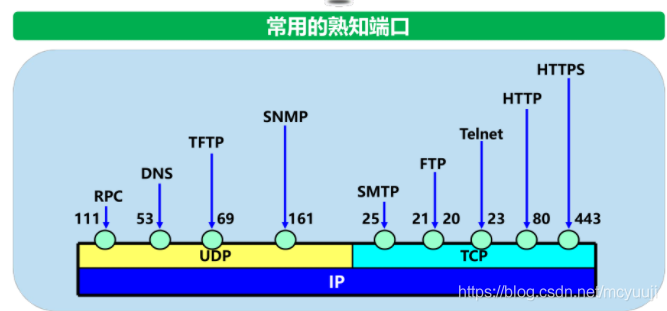 常用的熟知端口
HTTPS
HTTP
SNMP
Telnet
TFTP
FTP
DNS
SMTP
RPC
111 53 69 161 25 21 20 23 80 443
UDP TCP
IP
https://blog.csdn.net/mcyuuji